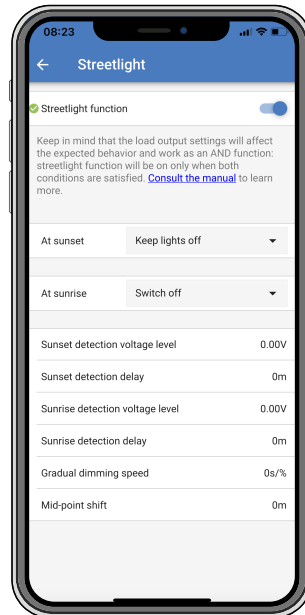 08:23
Streetlight
Streetlight function
Keep in mind that the load output settings will affect
the expected behavior and work as an AND function:
streetlight function will be on only when both
conditions are satisfied. Consult the manual to learn
more.
At sunset Keep lights off
At sunrise Switch off
Sunset detection voltage level 0.00V
Sunset detection delay 0m
Sunrise detection voltage level 0.00V
Sunrise detection delay 0m
Gradual dimming speed 0s/%
Mid-point shift 0m